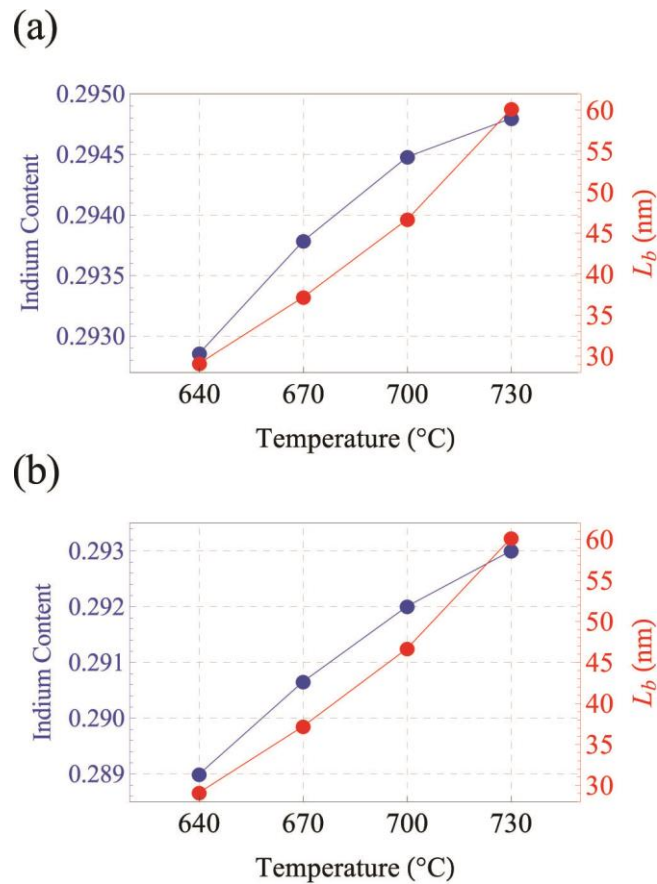 (a)
0.2950
0.2945
0.2940
0.2935
0.2930
Indium Content
60
55
50
45
40
35
30
L_b (nm)
640 670 700 730
Temperature (°C)
(b)
0.293
0.292
0.291
0.290
0.289
Indium Content
60
55
50
45
40
35
30
L_b (nm)
640 670 700 730
Temperature (°C)